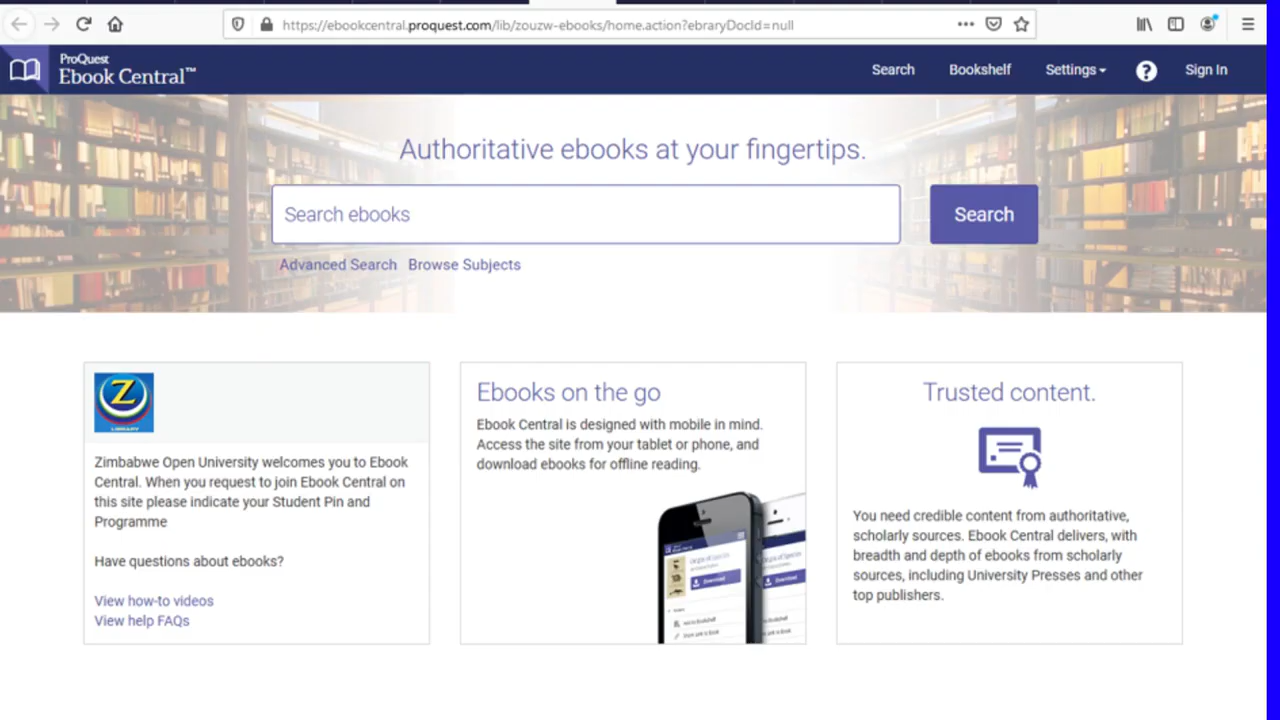 https://ebookcentral.proquest.com/lib/zouzw-ebooks/home.action?ebraryDocId=null
ProQuest
Ebook Central™
Search
Bookshelf
Settings
?
Sign In
Authoritative ebooks at your fingertips.
Search ebooks
Search
Advanced Search Browse Subjects
Z
LIBRARY
Zimbabwe Open University welcomes you to Ebook
Central. When you request to join Ebook Central on
this site please indicate your Student Pin and
Programme
Have questions about ebooks?
View how-to videos
View help FAQs
Ebooks on the go
Ebook Central is designed with mobile in mind.
Access the site from your tablet or phone, and
download ebooks for offline reading.
Download
Download
Trusted content.
You need credible content from authoritative,
scholarly sources. Ebook Central delivers, with
breadth and depth of ebooks from scholarly
sources, including University Presses and other
top publishers.